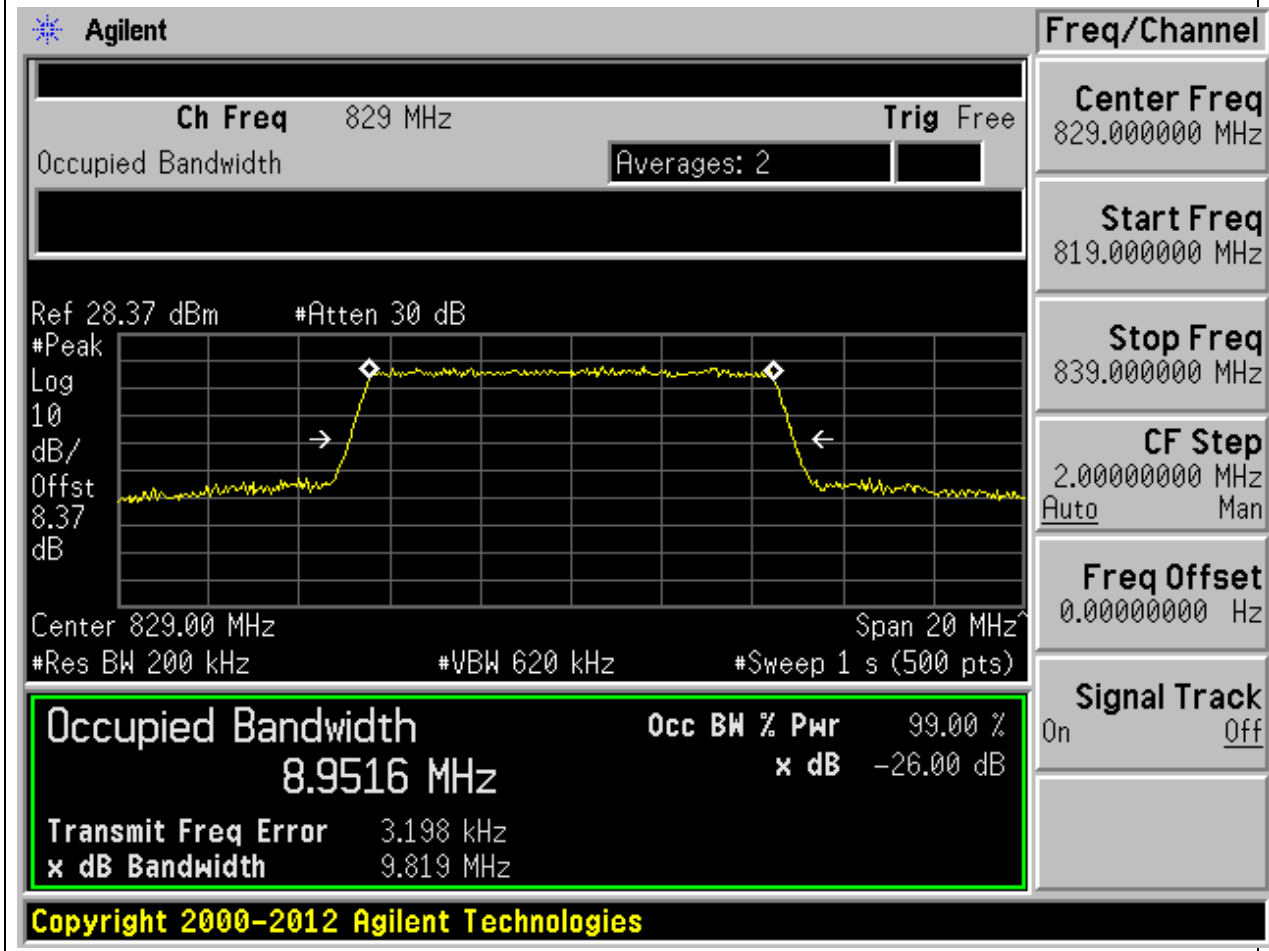 Agilent
Freq/Channel
Ch Freq 829 MHz Trig Free
Occupied Bandwidth Averages: 2
Ref 28.37 dBm #Atten 30 dB
#Peak
Log
10
dB/
Offst
8.37
dB
Center 829.00 MHz Span 20 MHz^
#Res BW 200 kHz #VBW 620 kHz #Sweep 1 s (500 pts)
Occupied Bandwidth Occ BW % Pwr 99.00 %
8.9516 MHz x dB -26.00 dB
Transmit Freq Error 3.198 kHz
x dB Bandwidth 9.819 MHz
Copyright 2000-2012 Agilent Technologies
Center Freq
829.000000 MHz
Start Freq
819.000000 MHz
Stop Freq
839.000000 MHz
CF Step
2.00000000 MHz
Auto Man
Freq Offset
0.00000000 Hz
Signal Track
On Off